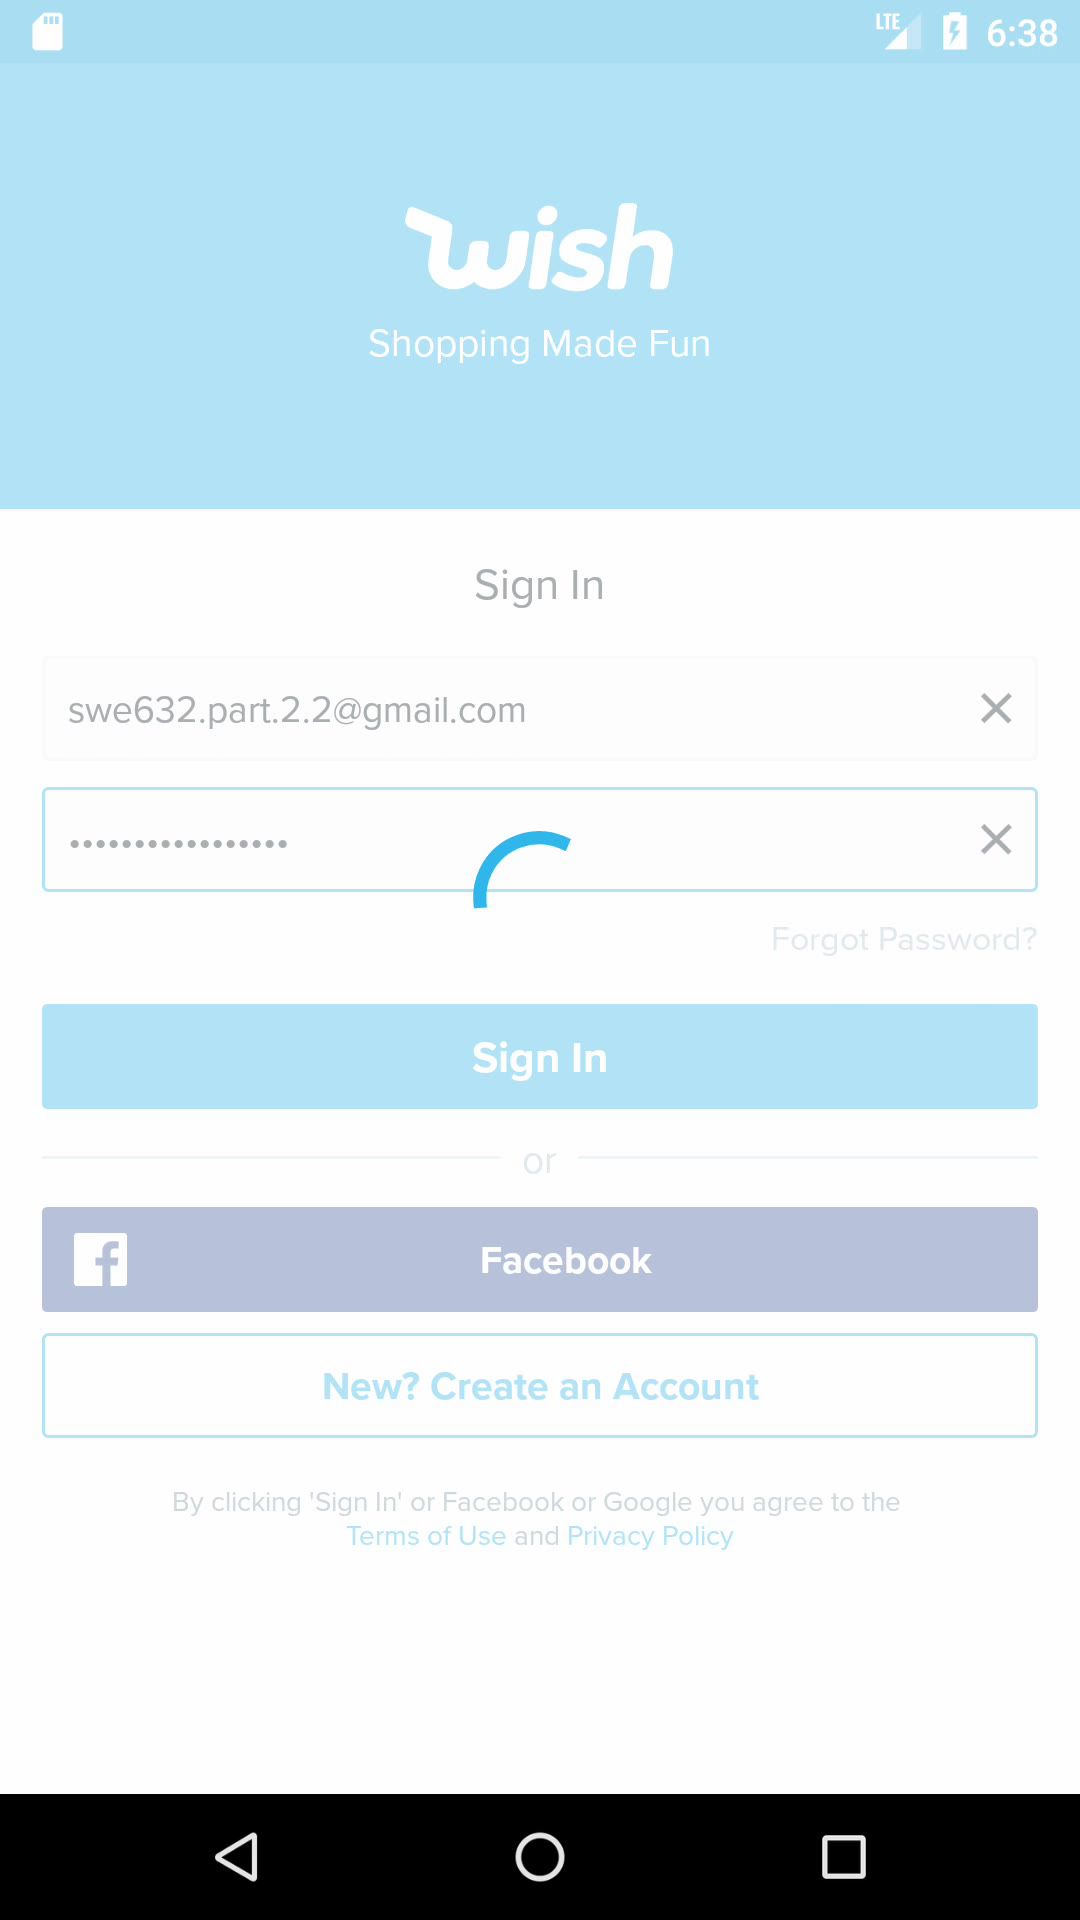 LTE 6:38
wish
Shopping Made Fun
Sign In
swe632.part.2.2@gmail.com
•••••••••••••••••
Forgot Password?
Sign In
or
Facebook
New? Create an Account
By clicking 'Sign In' or Facebook or Google you agree to the
Terms of Use and Privacy Policy